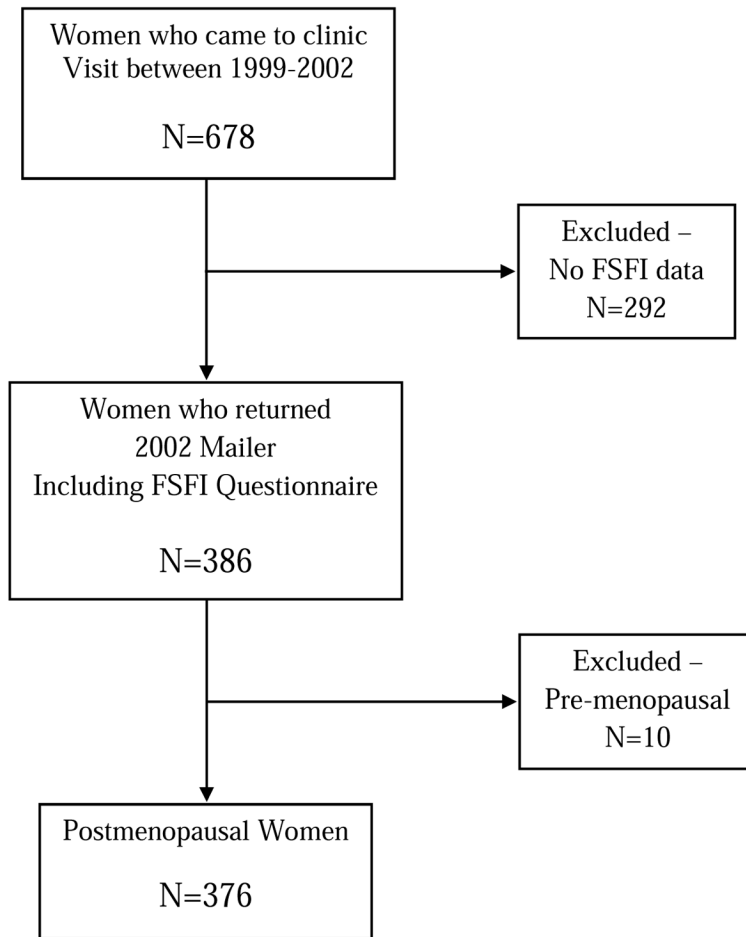 Women who came to clinic
Visit between 1999-2002
N=678
Excluded –
No FSFI data
N=292
Women who returned
2002 Mailer
Including FSFI Questionnaire
N=386
Excluded –
Pre-menopausal
N=10
Postmenopausal Women
N=376